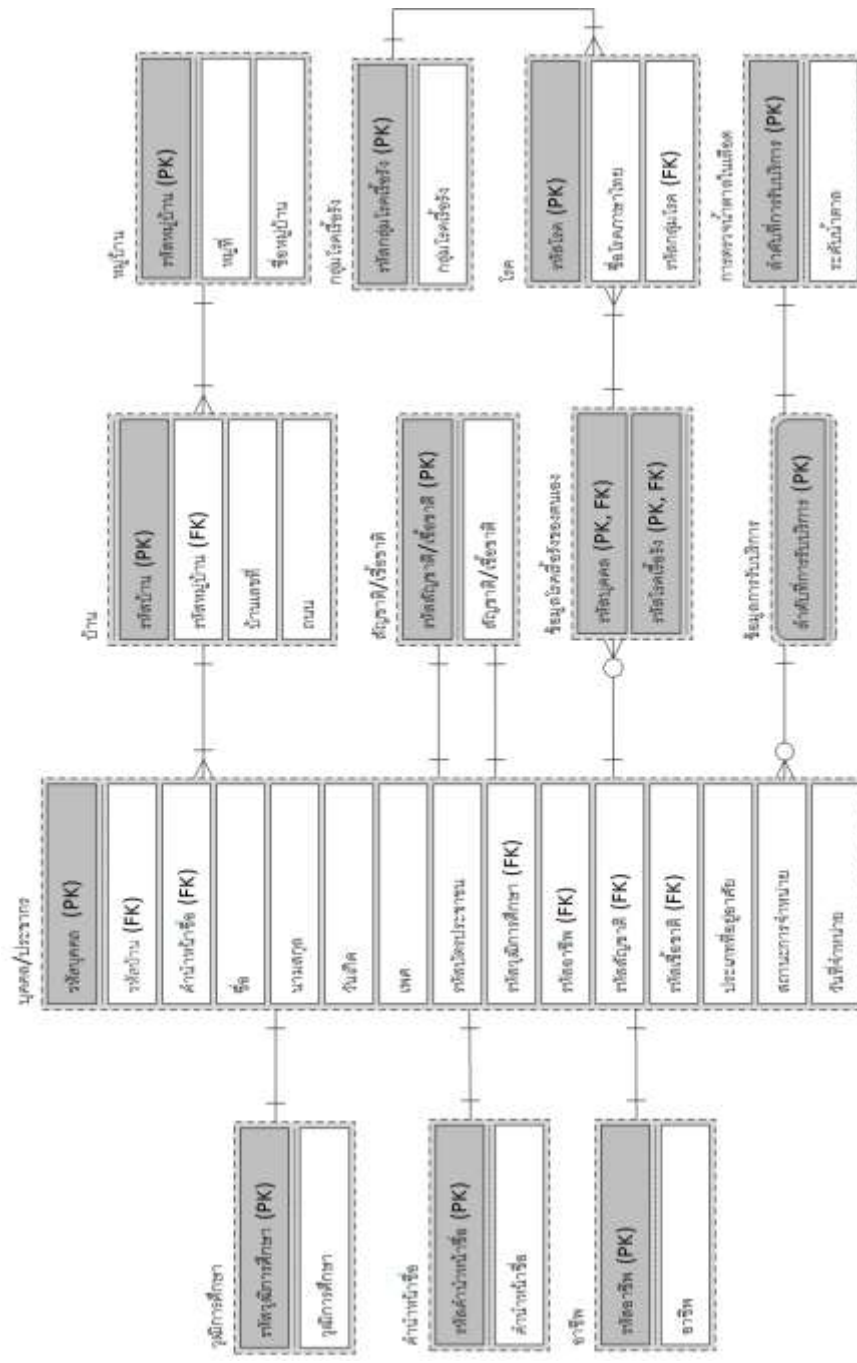 วุฒิการศึกษา
รหัสวุฒิการศึกษา (PK)
วุฒิการศึกษา
คำนำหน้าชื่อ
รหัสคำนำหน้าชื่อ (PK)
คำนำหน้าชื่อ
อาชีพ
รหัสอาชีพ (PK)
อาชีพ
บุคคล/ประชากร
รหัสบุคคล (PK)
รหัสบ้าน (FK)
คำนำหน้าชื่อ (FK)
ชื่อ
นามสกุล
วันเกิด
เพศ
รหัสบัตรประชาชน
รหัสวุฒิการศึกษา (FK)
รหัสอาชีพ (FK)
รหัสสัญชาติ (FK)
รหัสเชื้อชาติ (FK)
ประเภทที่อยู่อาศัย
สถานะการจำหน่าย
วันที่จำหน่าย
บ้าน
รหัสบ้าน (PK)
รหัสหมู่บ้าน (FK)
บ้านเลขที่
ถนน
สัญชาติ/เชื้อชาติ
รหัสสัญชาติ/เชื้อชาติ (PK)
สัญชาติ/เชื้อชาติ
ข้อมูลโรคเรื้อรังของตนเอง
รหัสบุคคล (PK, FK)
รหัสโรคเรื้อรัง (PK, FK)
ข้อมูลการรับบริการ
ลำดับที่การรับบริการ (PK)
หมู่บ้าน
รหัสหมู่บ้าน (PK)
หมู่ที่
ชื่อหมู่บ้าน
กลุ่มโรคเรื้อรัง
รหัสกลุ่มโรคเรื้อรัง (PK)
กลุ่มโรคเรื้อรัง
โรค
รหัสโรค (PK)
ชื่อโรคภาษาไทย
รหัสกลุ่มโรค (FK)
การตรวจน้ำตาลในเลือด
ลำดับที่การรับบริการ (PK)
ระดับน้ำตาล